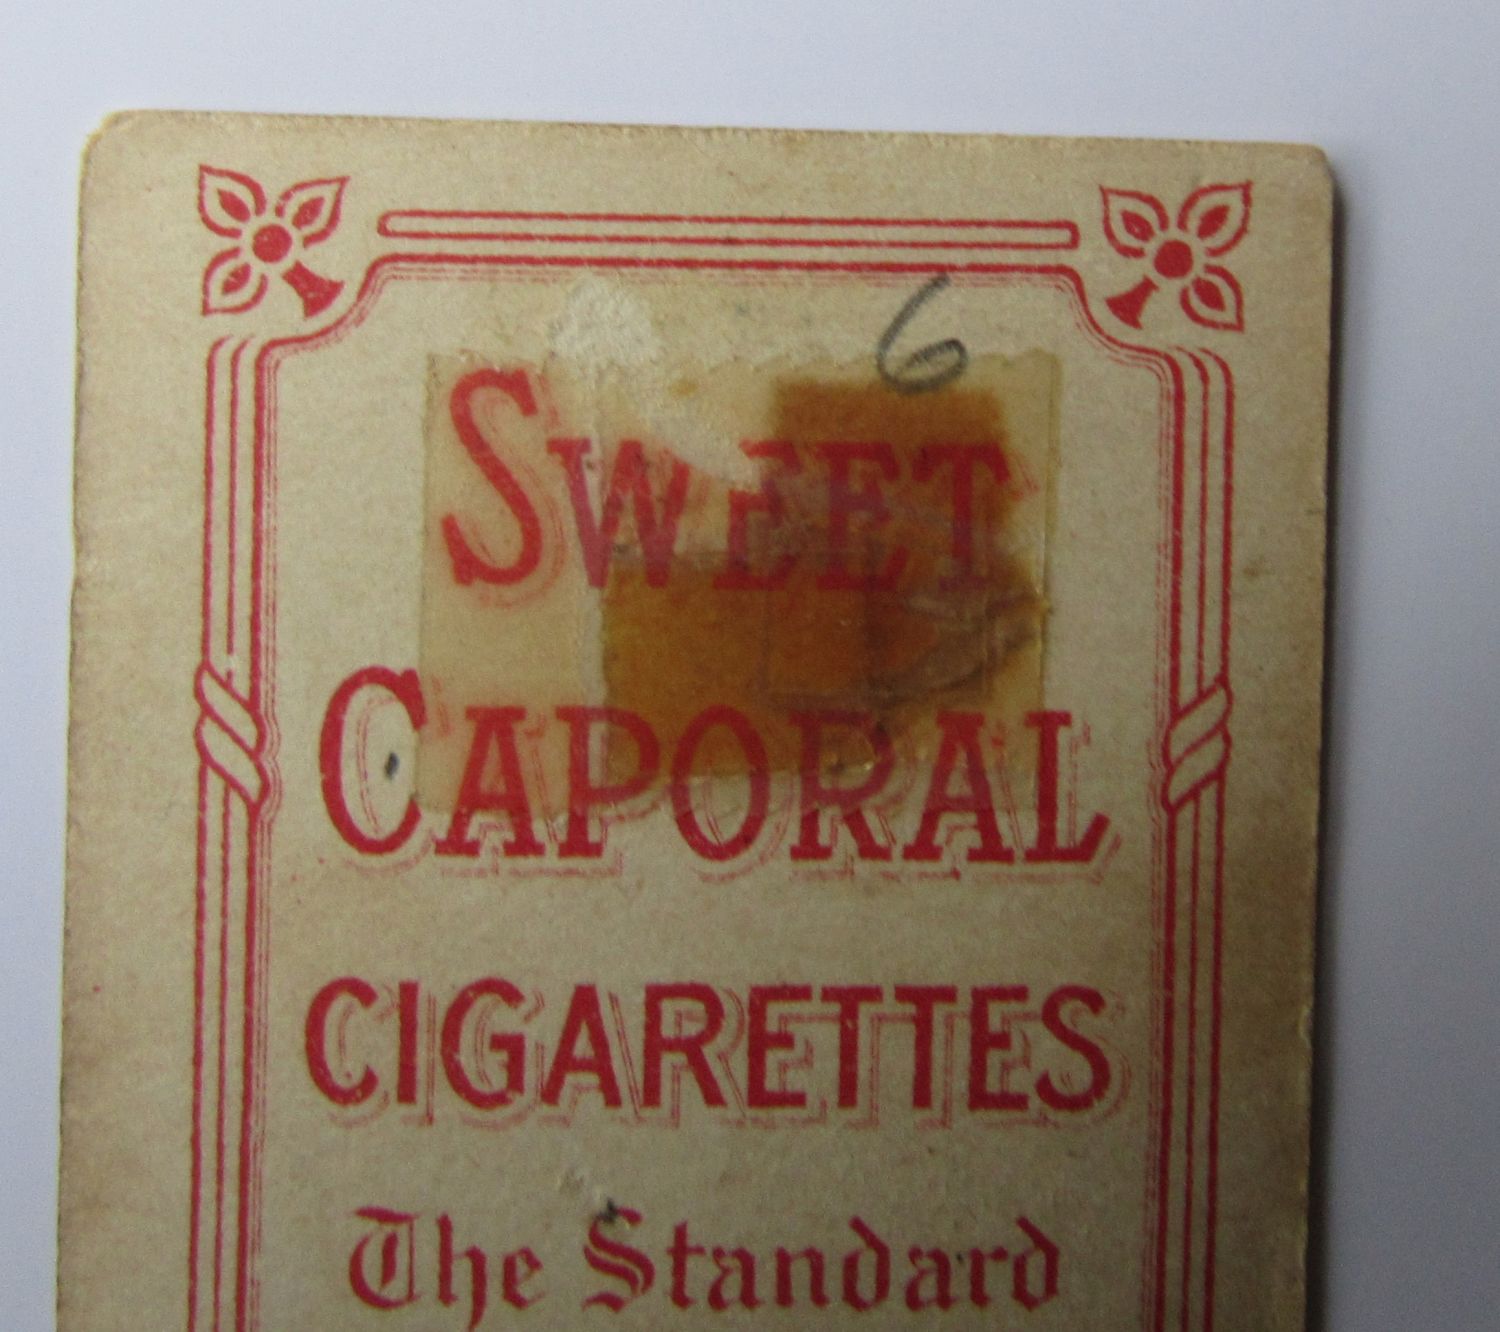 6
SWEET
CAPORAL
CIGARETTES
The Standard